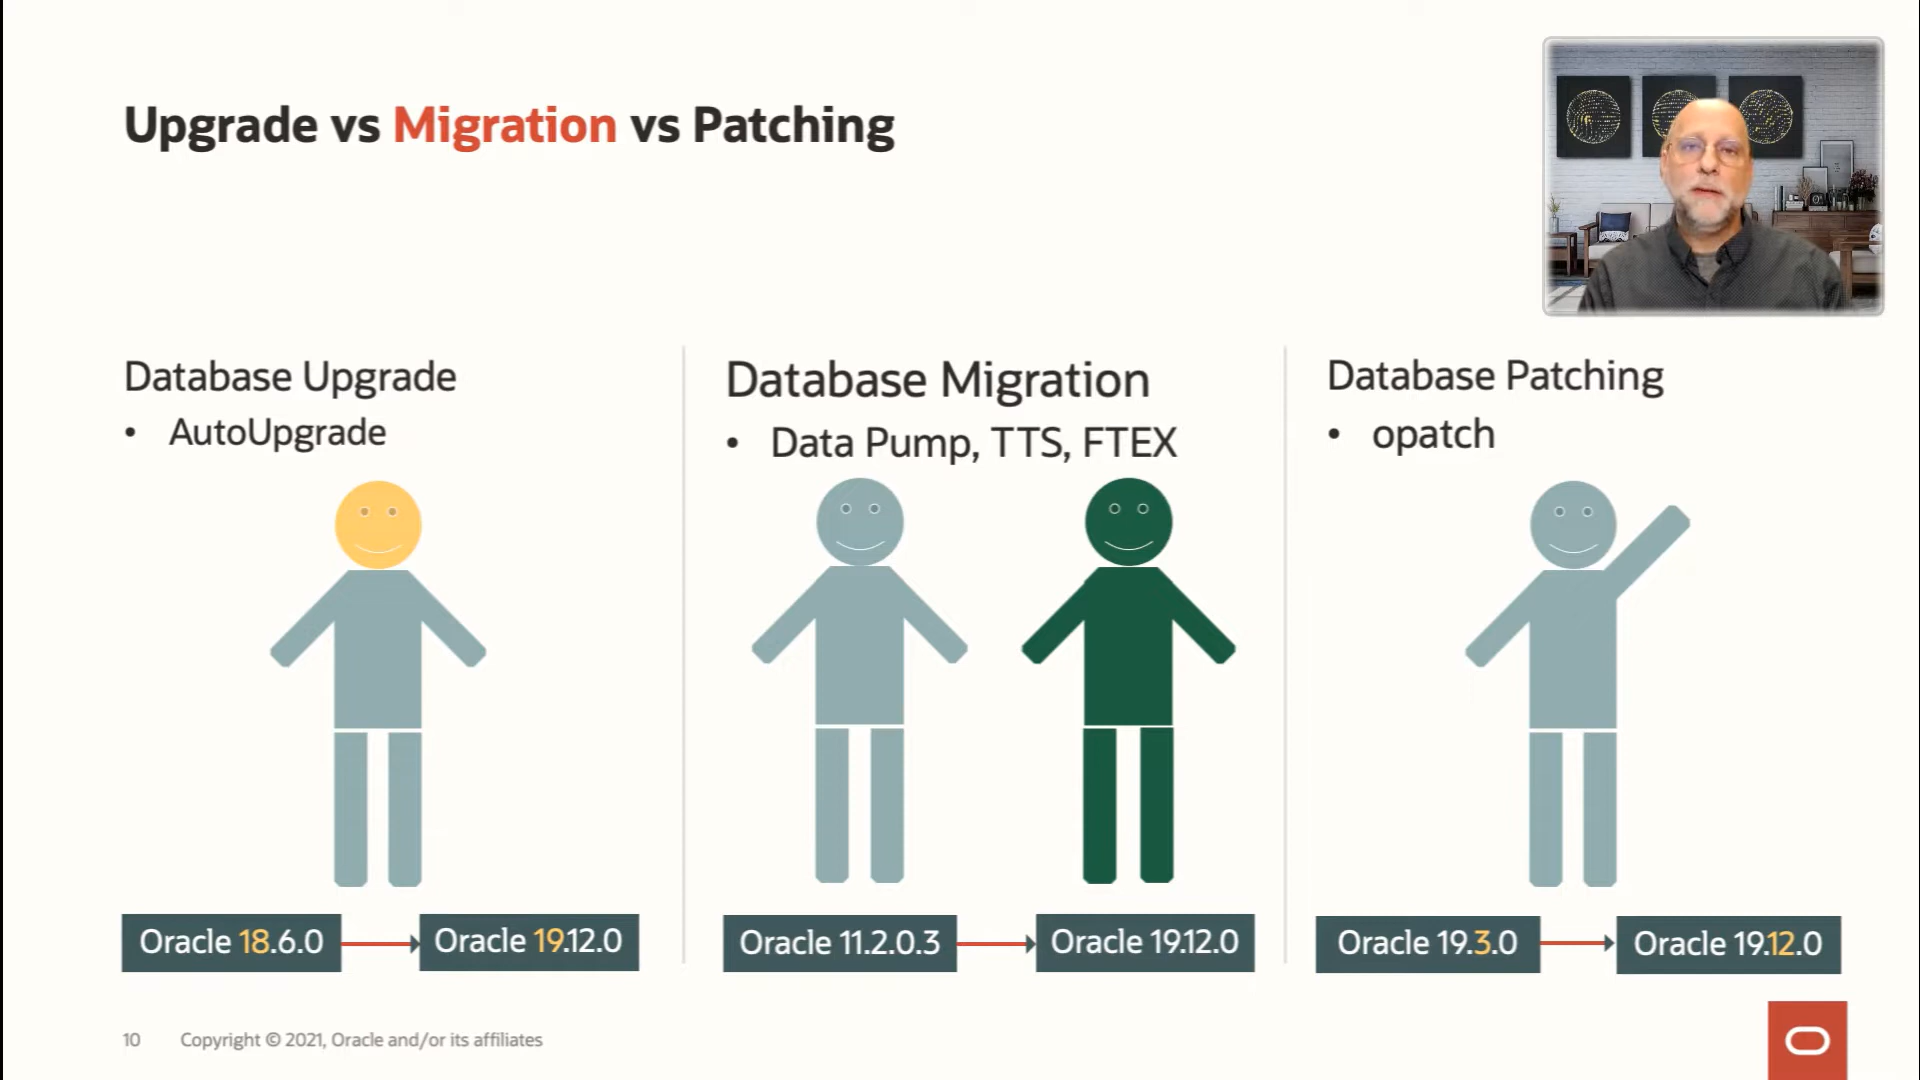 Upgrade vs Migration vs Patching
Database Upgrade
• AutoUpgrade
Oracle 18.6.0
Oracle 19.12.0
Database Migration
• Data Pump, TTS, FTEX
Oracle 11.2.0.3
Oracle 19.12.0
Database Patching
• opatch
Oracle 19.3.0
Oracle 19.12.0
10 Copyright © 2021, Oracle and/or its affiliates